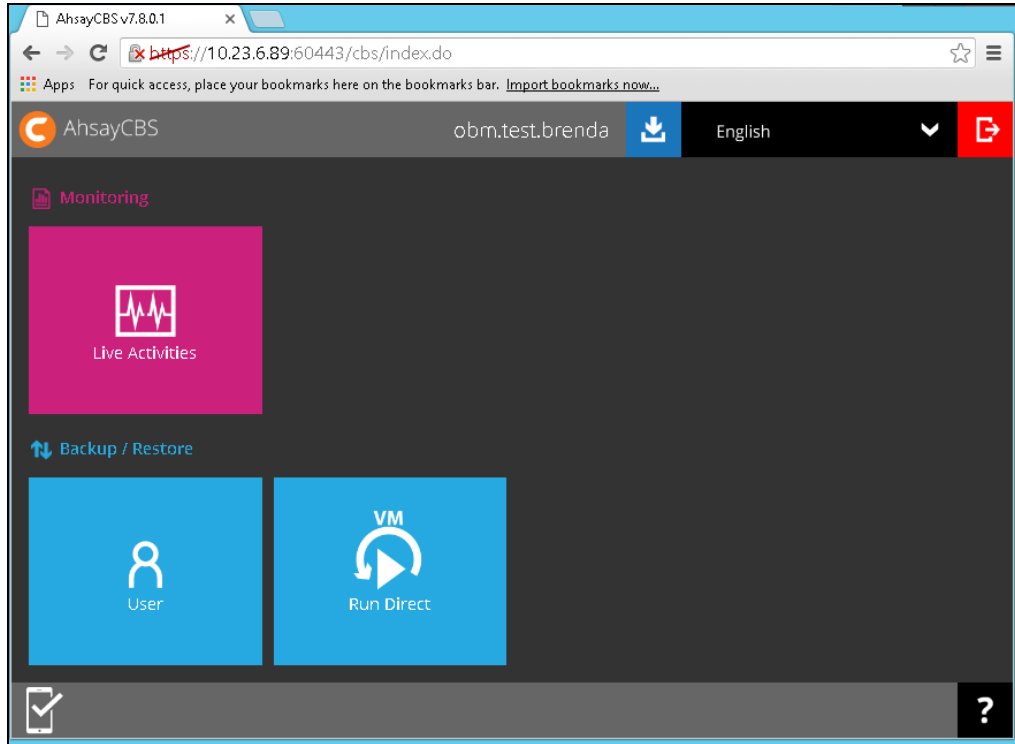 AhsayCBS v7.8.0.1
https://10.23.6.89:60443/cbs/index.do
Apps For quick access, place your bookmarks here on the bookmarks bar. Import bookmarks now...
AhsayCBS obm.test.brenda English
Monitoring
Live Activities
Backup / Restore
VM
User Run Direct
?